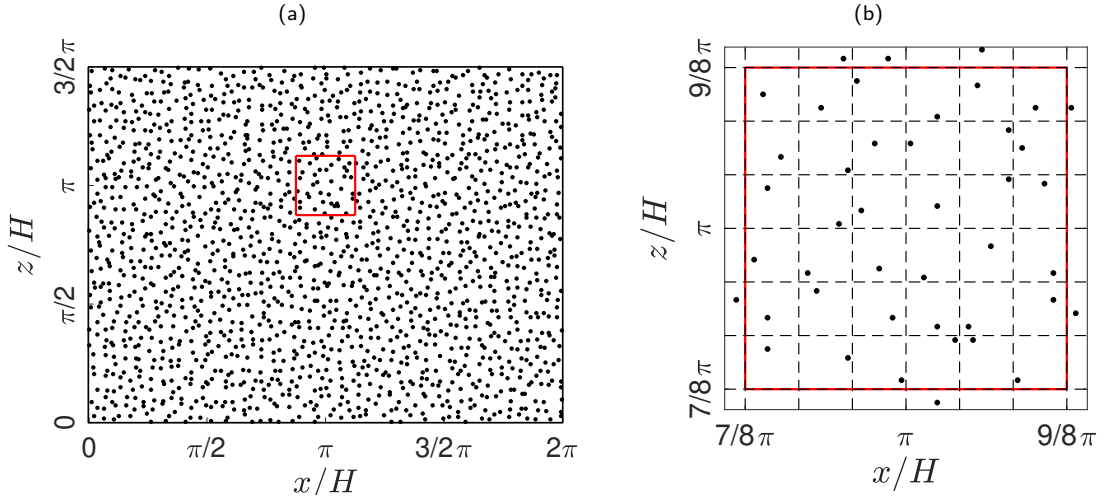 (a)
3/2π
π
π/2
0
z/H
0 π/2 π 3/2π 2π
x/H
(b)
9/8π
π
7/8π
z/H
7/8π π 9/8π
x/H